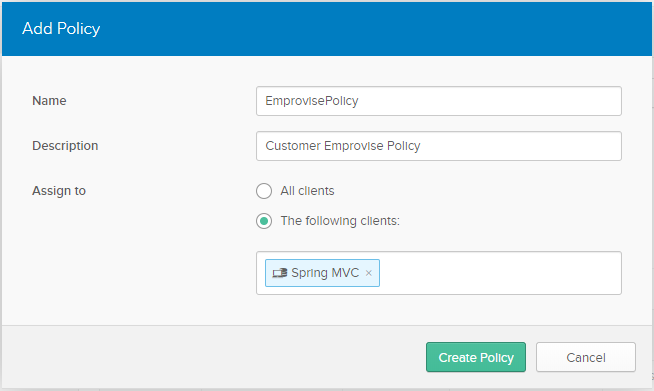 Add Policy
Name
EmprovisePolicy
Description
Customer Emprovise Policy
Assign to
All clients
The following clients:
Spring MVC ×
Create Policy
Cancel